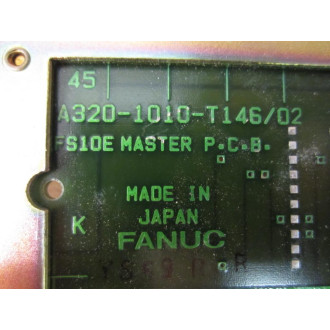 45
A320-1010-T146/02
FS10E MASTER P.C.B.
MADE IN
JAPAN
K
FANUC